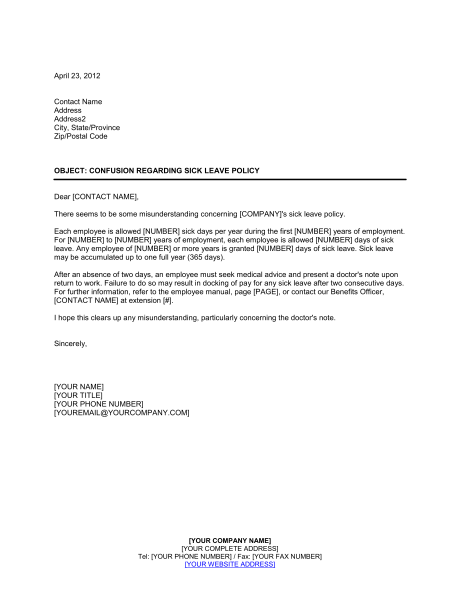 April 23, 2012
Contact Name
Address
Address2
City, State/Province
Zip/Postal Code
OBJECT: CONFUSION REGARDING SICK LEAVE POLICY
Dear [CONTACT NAME],
There seems to be some misunderstanding concerning [COMPANY]'s sick leave policy.
Each employee is allowed [NUMBER] sick days per year during the first [NUMBER] years of employment.
For [NUMBER] to [NUMBER] years of employment, each employee is allowed [NUMBER] days of sick
leave. Any employee of [NUMBER] or more years is granted [NUMBER] days of sick leave. Sick leave
may be accumulated up to one full year (365 days).
After an absence of two days, an employee must seek medical advice and present a doctor's note upon
return to work. Failure to do so may result in docking of pay for any sick leave after two consecutive days.
For further information, refer to the employee manual, page [PAGE], or contact our Benefits Officer,
[CONTACT NAME] at extension [#].
I hope this clears up any misunderstanding, particularly concerning the doctor's note.
Sincerely,
[YOUR NAME]
[YOUR TITLE]
[YOUR PHONE NUMBER]
[YOUREMAIL@YOURCOMPANY.COM]
[YOUR COMPANY NAME]
[YOUR COMPLETE ADDRESS]
Tel: [YOUR PHONE NUMBER] / Fax: [YOUR FAX NUMBER]
[YOUR WEBSITE ADDRESS]